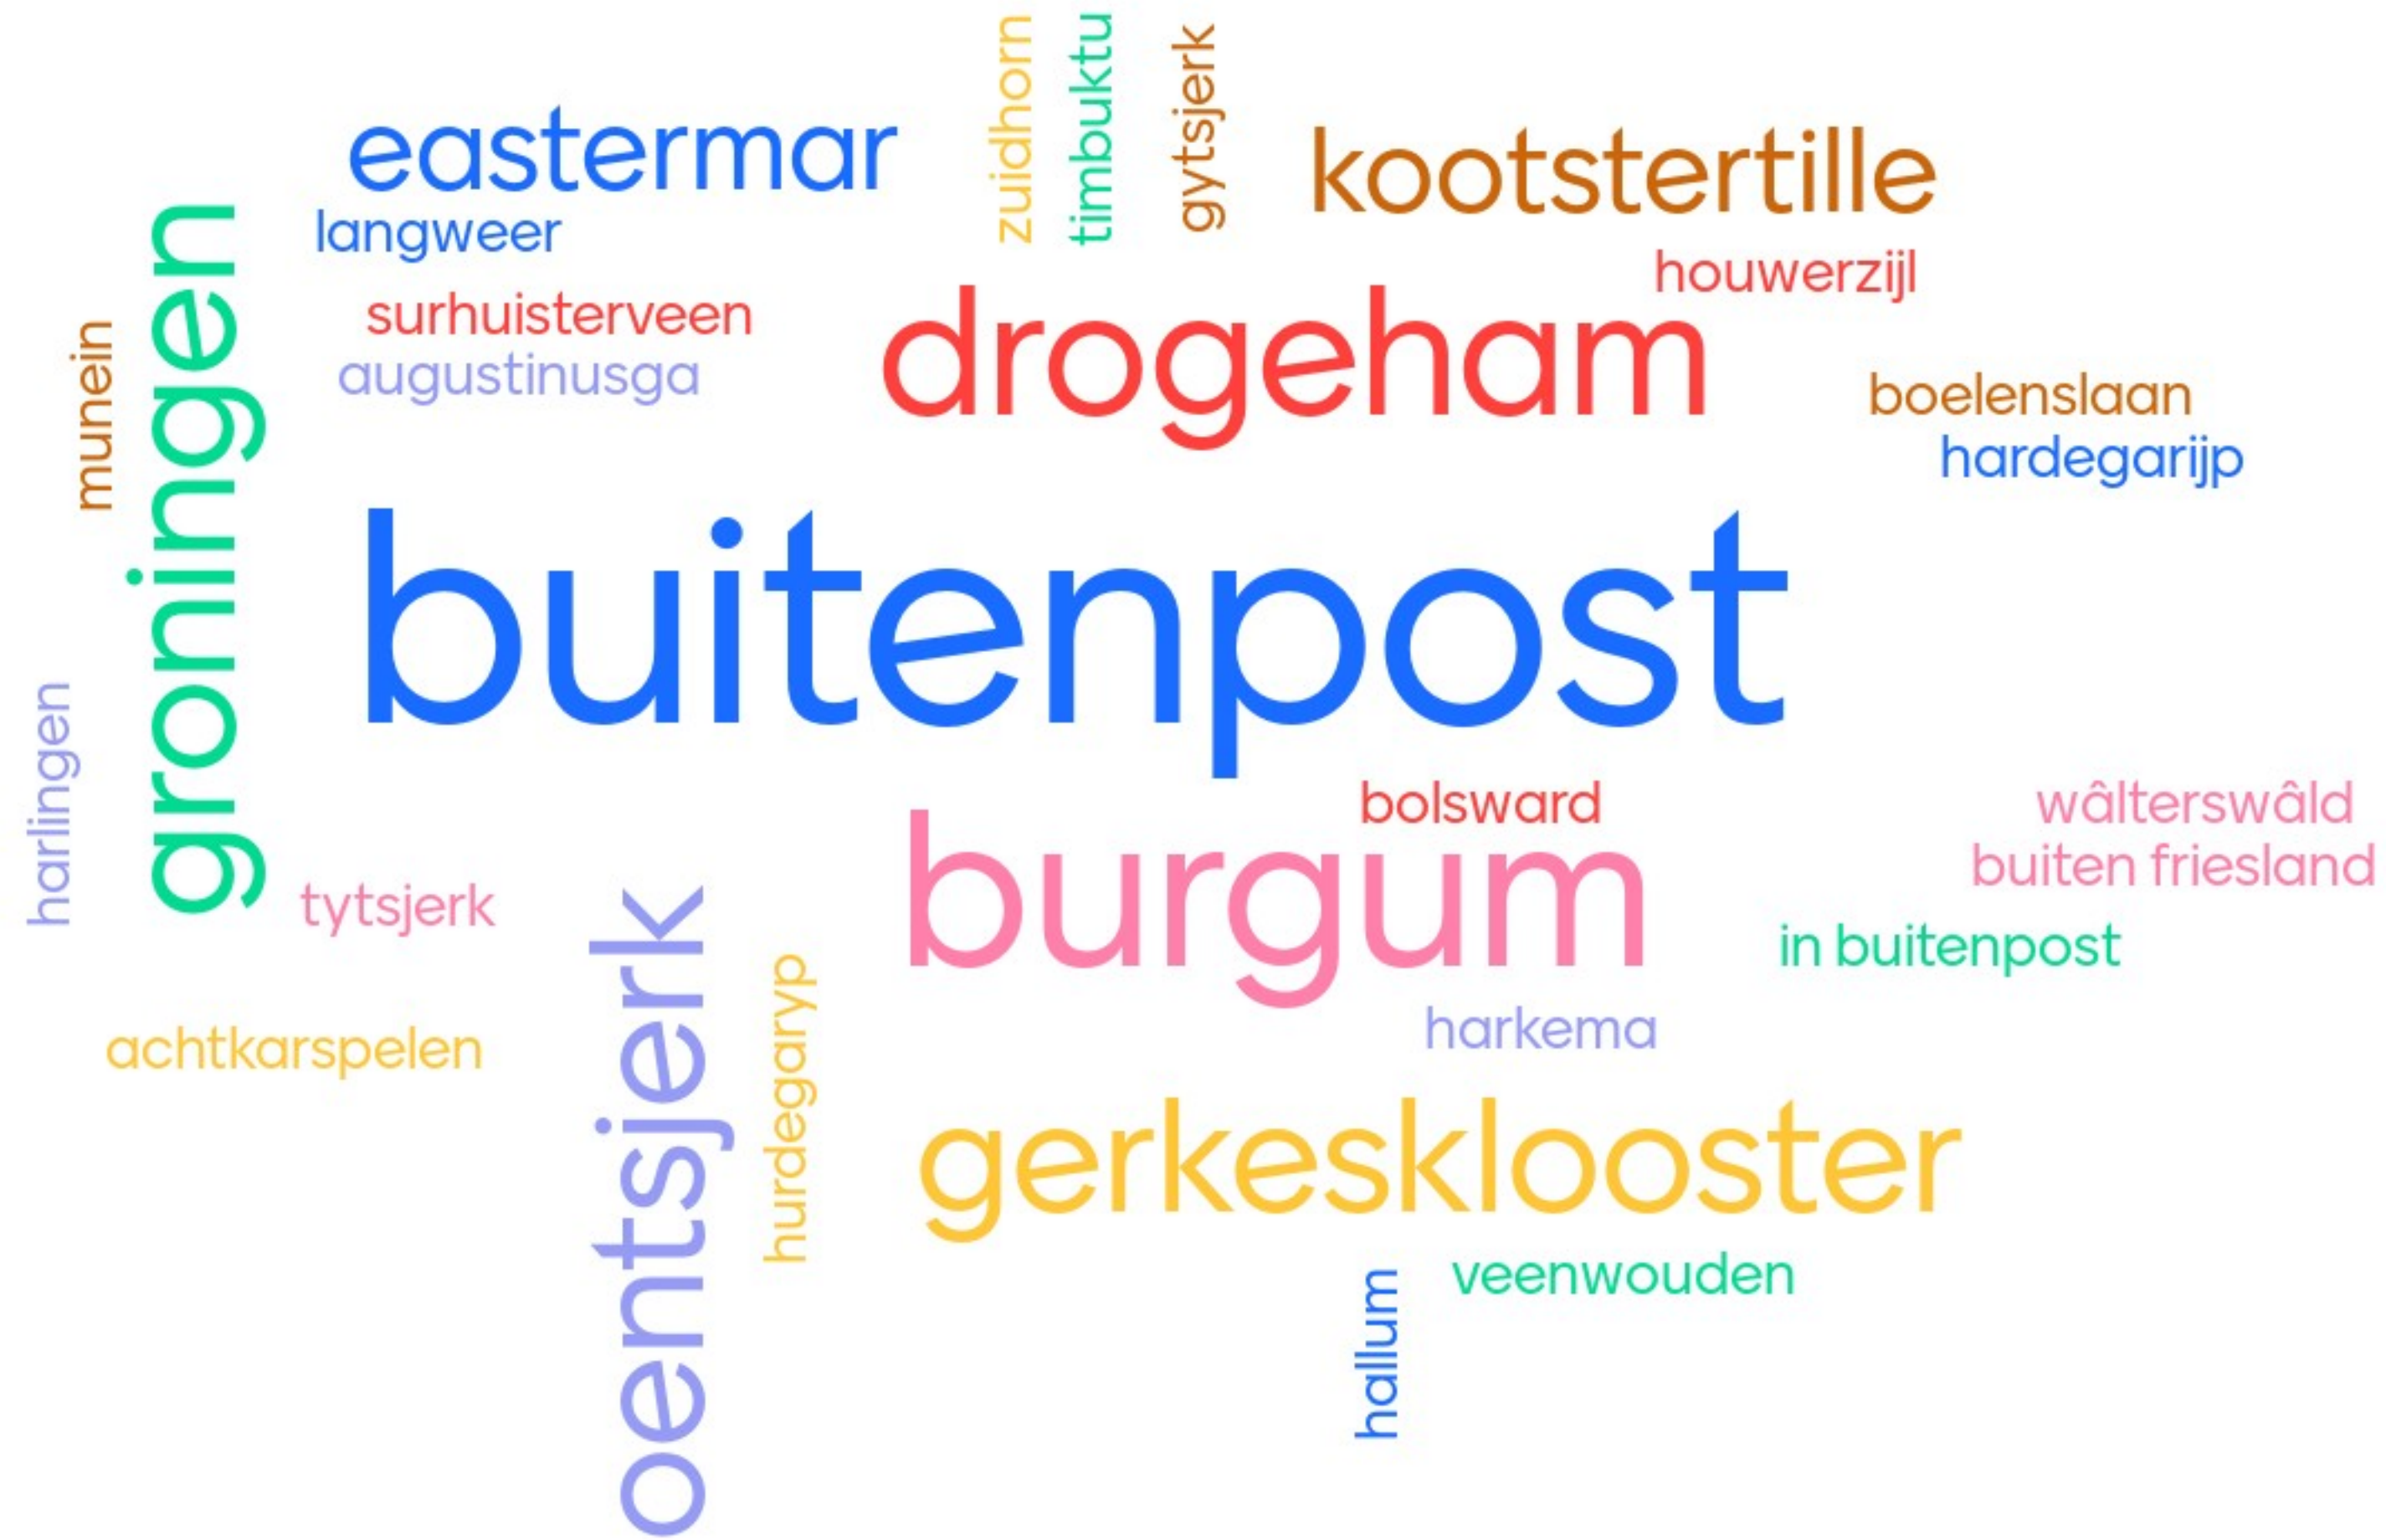 zuidhorn
timbuktu
gytsjerk
eastermar
kootstertille
langweer
houwerzijl
surhuisterveen
drogeham
augustinusga
boelenslaan
hardegarijp
munein
groningen
buitenpost
harlingen
bolsward
wâlterswâld
burgum
buiten friesland
tytsjerk
in buitenpost
oentsjerk
hurdegaryp
harkema
achtkarspelen
gerkesklooster
veenwouden
hallum